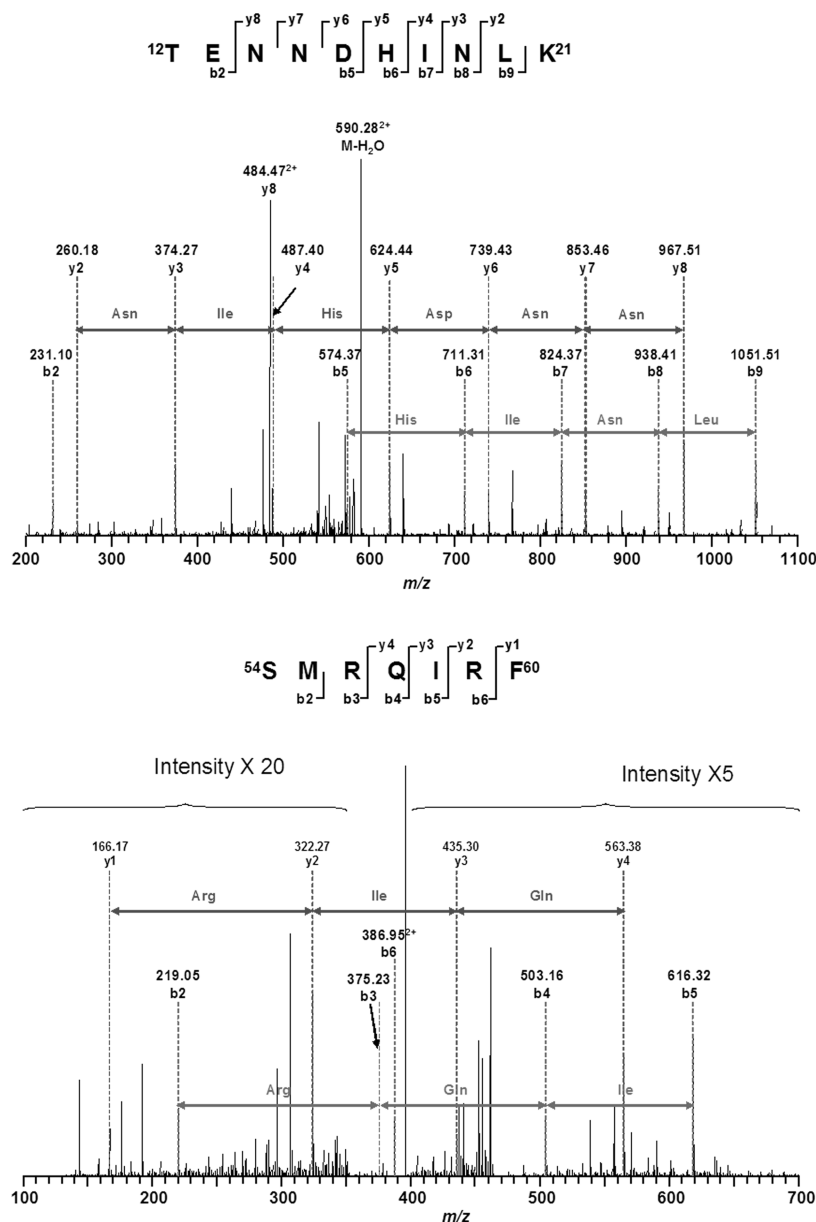 y8 y7 y6 y5 y4 y3 y2
¹²T E N N D H I N L K²¹
b2 b5 b6 b7 b8 b9
590.28²⁺
M-H₂O
484.47²⁺
y8
260.18 374.27 487.40 624.44 739.43 853.46 967.51
y2 y3 y4 y5 y6 y7 y8
Asn Ile His Asp Asn Asn
231.10 574.37 711.31 824.37 938.41 1051.51
b2 b5 b6 b7 b8 b9
His Ile Asn Leu
200 300 400 500 600 700 800 900 1000 1100
m/z
y4 y3 y2 y1
⁵⁴S M R Q I R F⁶⁰
b2 b3 b4 b5 b6
Intensity X 20 Intensity X5
166.17 322.27 435.30 563.38
y1 y2 y3 y4
Arg Ile Gln
386.95²⁺
b6
219.05 375.23 503.16 616.32
b2 b3 b4 b5
Arg Gln Ile
100 200 300 400 500 600 700
m/z